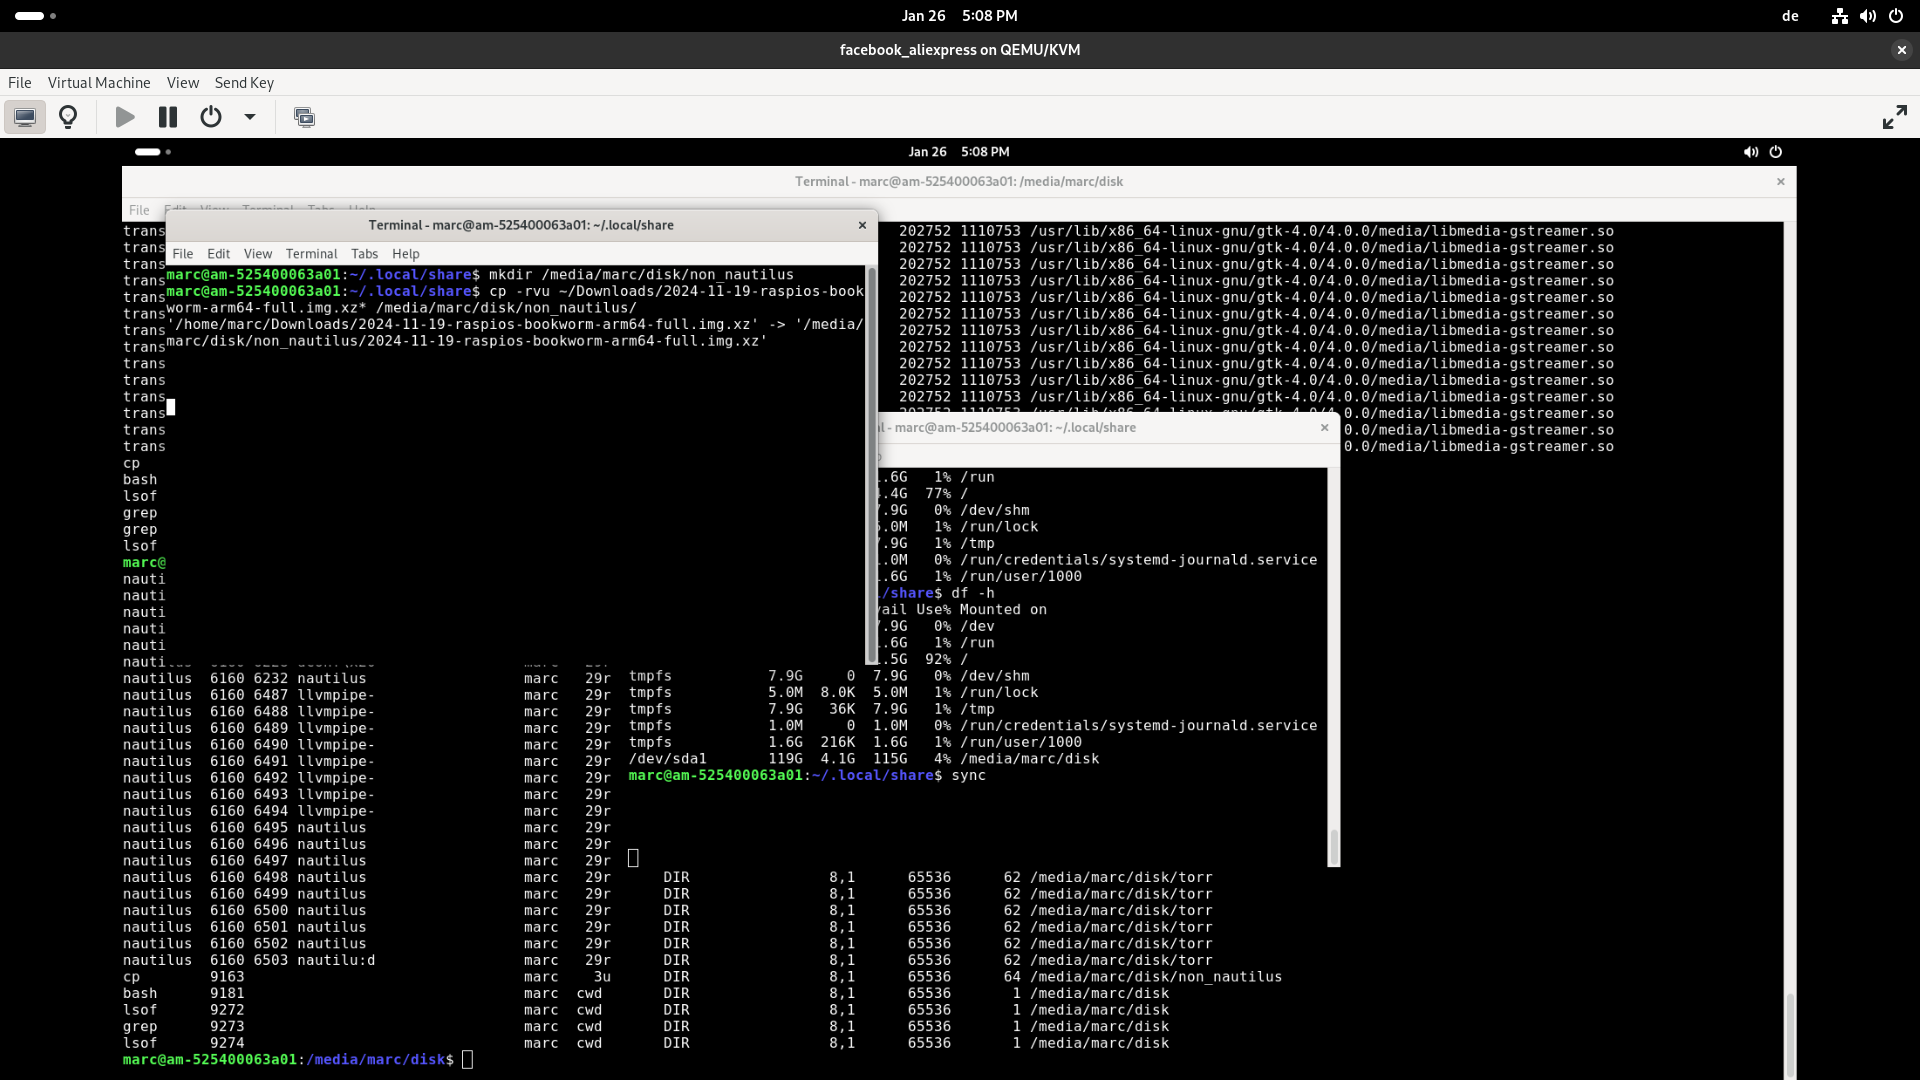 Jan 26 5:08 PM
de
facebook_aliexpress on QEMU/KVM
File Virtual Machine View Send Key
Jan 26 5:08 PM
Terminal - marc@am-525400063a01: /media/marc/disk
File Edit View Terminal Tabs Help
Terminal - marc@am-525400063a01: ~/.local/share
File Edit View Terminal Tabs Help
marc@am-525400063a01:~/.local/share$ mkdir /media/marc/disk/non_nautilus
marc@am-525400063a01:~/.local/share$ cp -rvu ~/Downloads/2024-11-19-raspios-book
worm-arm64-full.img.xz* /media/marc/disk/non_nautilus/
'/home/marc/Downloads/2024-11-19-raspios-bookworm-arm64-full.img.xz' -> '/media/
marc/disk/non_nautilus/2024-11-19-raspios-bookworm-arm64-full.img.xz'
trans 202752 1110753 /usr/lib/x86_64-linux-gnu/gtk-4.0/4.0.0/media/libmedia-gstreamer.so
trans 202752 1110753 /usr/lib/x86_64-linux-gnu/gtk-4.0/4.0.0/media/libmedia-gstreamer.so
trans 202752 1110753 /usr/lib/x86_64-linux-gnu/gtk-4.0/4.0.0/media/libmedia-gstreamer.so
trans 202752 1110753 /usr/lib/x86_64-linux-gnu/gtk-4.0/4.0.0/media/libmedia-gstreamer.so
trans 202752 1110753 /usr/lib/x86_64-linux-gnu/gtk-4.0/4.0.0/media/libmedia-gstreamer.so
trans 202752 1110753 /usr/lib/x86_64-linux-gnu/gtk-4.0/4.0.0/media/libmedia-gstreamer.so
trans 202752 1110753 /usr/lib/x86_64-linux-gnu/gtk-4.0/4.0.0/media/libmedia-gstreamer.so
trans 202752 1110753 /usr/lib/x86_64-linux-gnu/gtk-4.0/4.0.0/media/libmedia-gstreamer.so
trans 202752 1110753 /usr/lib/x86_64-linux-gnu/gtk-4.0/4.0.0/media/libmedia-gstreamer.so
trans 202752 1110753 /usr/lib/x86_64-linux-gnu/gtk-4.0/4.0.0/media/libmedia-gstreamer.so
trans 202752 1110753 /usr/lib/x86_64-linux-gnu/gtk-4.0/4.0.0/media/libmedia-gstreamer.so
trans 202752 1110753 /usr/lib/x86_64-linux-gnu/gtk-4.0/4.0.0/media/libmedia-gstreamer.so
trans 0.0/media/libmedia-gstreamer.so
trans 0.0/media/libmedia-gstreamer.so
cp
bash
lsof
grep
grep
lsof
marc@
nauti
nauti
nauti
nauti
nauti
nauti
- marc@am-525400063a01: ~/.local/share
.6G 1% /run
.4G 77% /
7.9G 0% /dev/shm
5.0M 1% /run/lock
7.9G 1% /tmp
.0M 0% /run/credentials/systemd-journald.service
.6G 1% /run/user/1000
/share$ df -h
vail Use% Mounted on
7.9G 0% /dev
.6G 1% /run
.5G 92% /
tmpfs 7.9G 0 7.9G 0% /dev/shm
tmpfs 5.0M 8.0K 5.0M 1% /run/lock
tmpfs 7.9G 36K 7.9G 1% /tmp
tmpfs 1.0M 0 1.0M 0% /run/credentials/systemd-journald.service
tmpfs 1.6G 216K 1.6G 1% /run/user/1000
/dev/sda1 119G 4.1G 115G 4% /media/marc/disk
marc@am-525400063a01:~/.local/share$ sync
nautilus 6160 6232 nautilus marc 29r
nautilus 6160 6487 llvmpipe- marc 29r
nautilus 6160 6488 llvmpipe- marc 29r
nautilus 6160 6489 llvmpipe- marc 29r
nautilus 6160 6490 llvmpipe- marc 29r
nautilus 6160 6491 llvmpipe- marc 29r
nautilus 6160 6492 llvmpipe- marc 29r
nautilus 6160 6493 llvmpipe- marc 29r
nautilus 6160 6494 llvmpipe- marc 29r
nautilus 6160 6495 nautilus marc 29r
nautilus 6160 6496 nautilus marc 29r
nautilus 6160 6497 nautilus marc 29r
nautilus 6160 6498 nautilus marc 29r DIR 8,1 65536 62 /media/marc/disk/torr
nautilus 6160 6499 nautilus marc 29r DIR 8,1 65536 62 /media/marc/disk/torr
nautilus 6160 6500 nautilus marc 29r DIR 8,1 65536 62 /media/marc/disk/torr
nautilus 6160 6501 nautilus marc 29r DIR 8,1 65536 62 /media/marc/disk/torr
nautilus 6160 6502 nautilus marc 29r DIR 8,1 65536 62 /media/marc/disk/torr
nautilus 6160 6503 nautilu:d marc 29r DIR 8,1 65536 62 /media/marc/disk/torr
cp 9163 marc 3u DIR 8,1 65536 64 /media/marc/disk/non_nautilus
bash 9181 marc cwd DIR 8,1 65536 1 /media/marc/disk
lsof 9272 marc cwd DIR 8,1 65536 1 /media/marc/disk
grep 9273 marc cwd DIR 8,1 65536 1 /media/marc/disk
lsof 9274 marc cwd DIR 8,1 65536 1 /media/marc/disk
marc@am-525400063a01:/media/marc/disk$